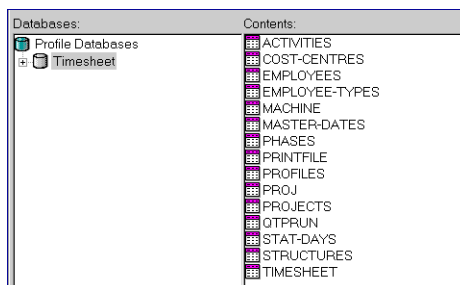 Databases:
Profile Databases
Timesheet
Contents:
ACTIVITIES
COST-CENTRES
EMPLOYEES
EMPLOYEE-TYPES
MACHINE
MASTER-DATES
PHASES
PRINTFILE
PROFILES
PROJ
PROJECTS
QTPRUN
STAT-DAYS
STRUCTURES
TIMESHEET